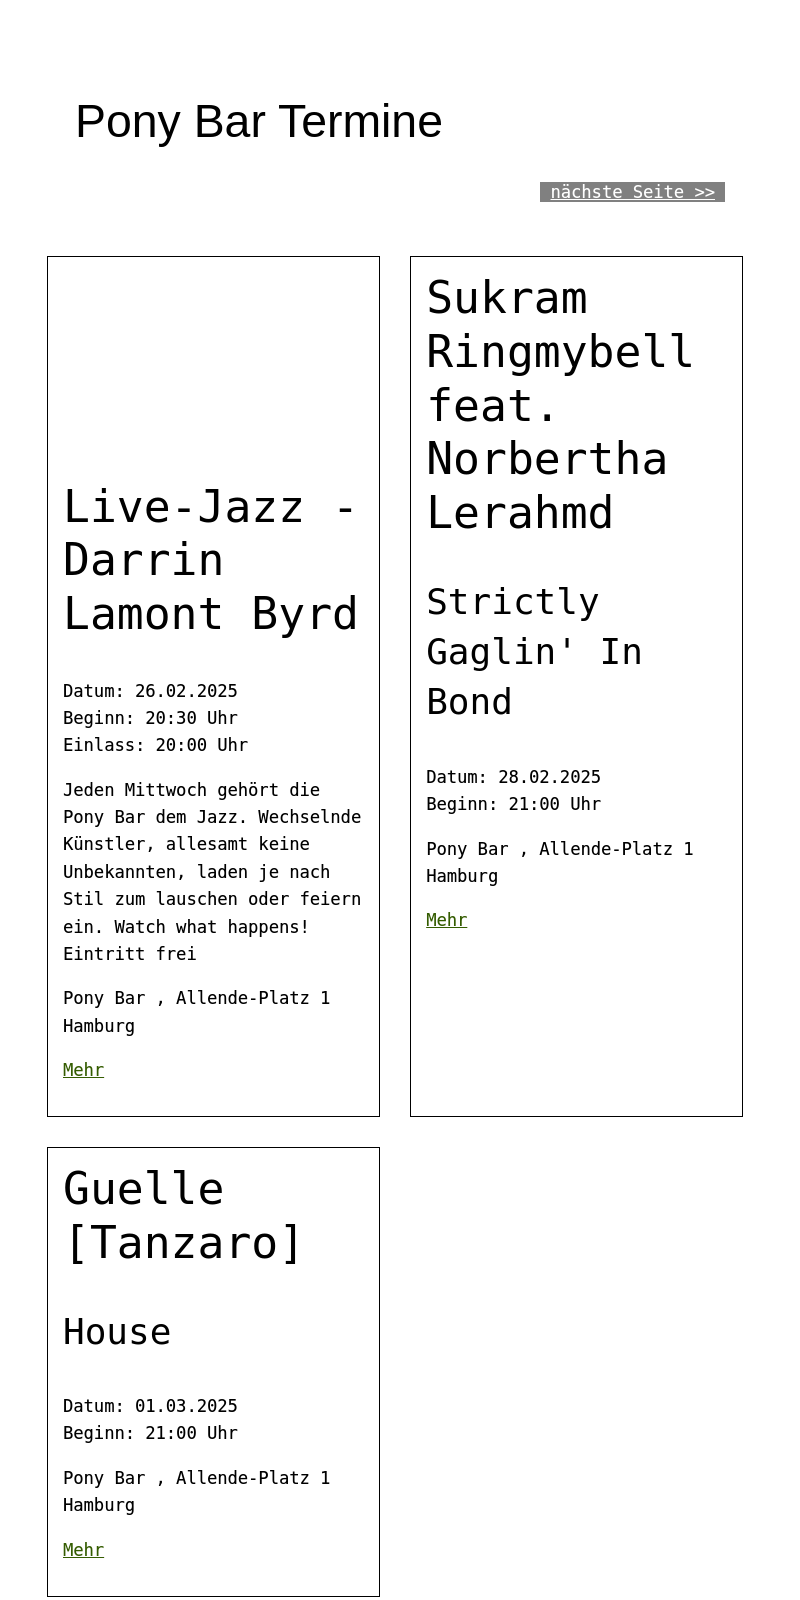 Pony Bar Termine
nächste Seite >>
Live-Jazz -
Darrin
Lamont Byrd
Datum: 26.02.2025
Beginn: 20:30 Uhr
Einlass: 20:00 Uhr
Jeden Mittwoch gehört die
Pony Bar dem Jazz. Wechselnde
Künstler, allesamt keine
Unbekannten, laden je nach
Stil zum lauschen oder feiern
ein. Watch what happens!
Eintritt frei
Pony Bar , Allende-Platz 1
Hamburg
Mehr
Sukram
Ringmybell
feat.
Norbertha
Lerahmd
Strictly
Gaglin' In
Bond
Datum: 28.02.2025
Beginn: 21:00 Uhr
Pony Bar , Allende-Platz 1
Hamburg
Mehr
Guelle
[Tanzaro]
House
Datum: 01.03.2025
Beginn: 21:00 Uhr
Pony Bar , Allende-Platz 1
Hamburg
Mehr